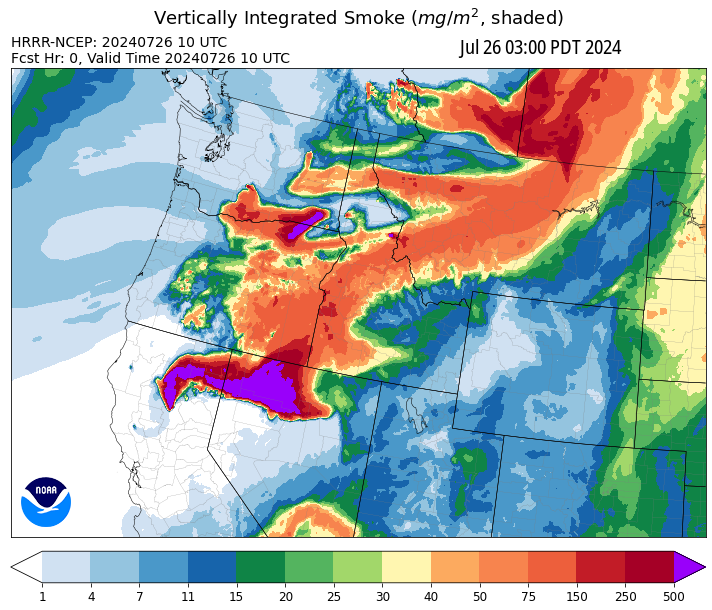 Vertically Integrated Smoke (mg/m², shaded)
HRRR-NCEP: 20240726 10 UTC
Fcst Hr: 0, Valid Time 20240726 10 UTC
Jul 26 03:00 PDT 2024
NOAA
1 4 7 11 15 20 25 30 40 50 75 150 250 500